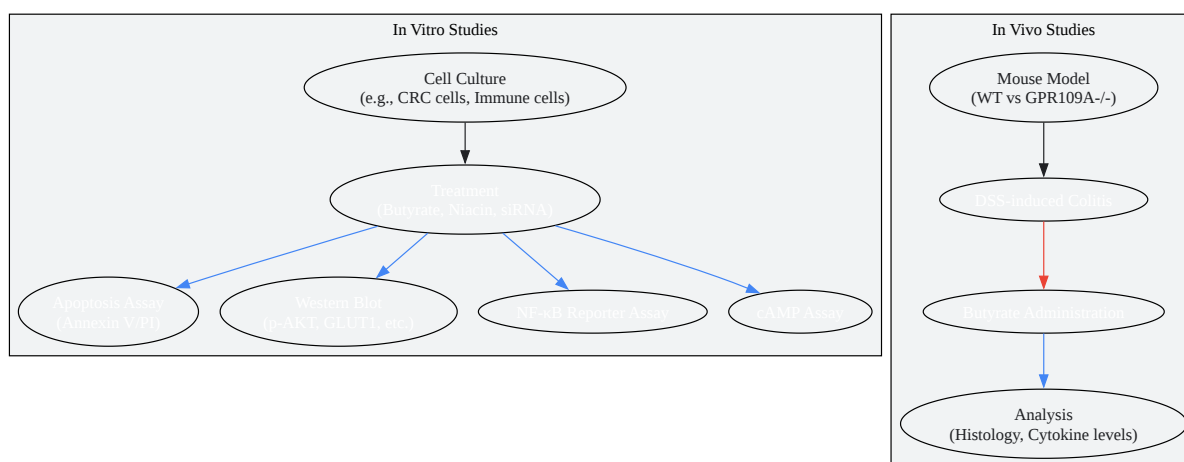 In Vitro Studies
Cell Culture
(e.g., CRC cells, Immune cells)
Treatment
(Butyrate, Niacin, siRNA)
Apoptosis Assay
(Annexin V/PI)
Western Blot
(p-AKT, GLUT1, etc.)
NF-κB Reporter Assay
cAMP Assay
In Vivo Studies
Mouse Model
(WT vs GPR109A-/-)
DSS-induced Colitis
Butyrate Administration
Analysis
(Histology, Cytokine levels)